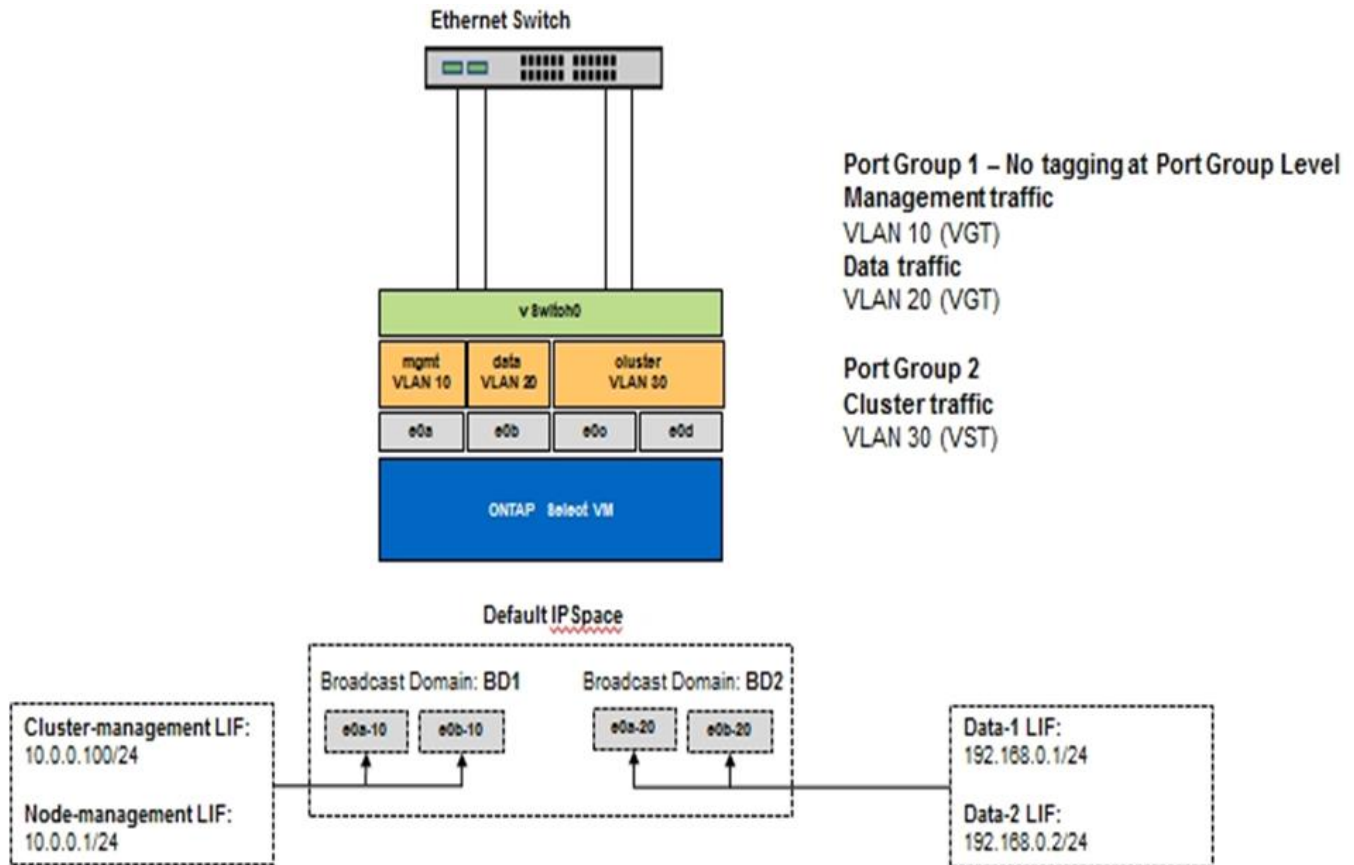 Ethernet Switch
Port Group 1 – No tagging at Port Group Level
Management traffic
VLAN 10 (VGT)
Data traffic
VLAN 20 (VGT)
Port Group 2
Cluster traffic
VLAN 30 (VST)
vSwitch0
mgmt
VLAN 10
data
VLAN 20
cluster
VLAN 30
e0a
e0b
e0c
e0d
ONTAP Select VM
Default IPSpace
Broadcast Domain: BD1
Broadcast Domain: BD2
e0a-10
e0b-10
e0a-20
e0b-20
Cluster-management LIF:
10.0.0.100/24
Node-management LIF:
10.0.0.1/24
Data-1 LIF:
192.168.0.1/24
Data-2 LIF:
192.168.0.2/24